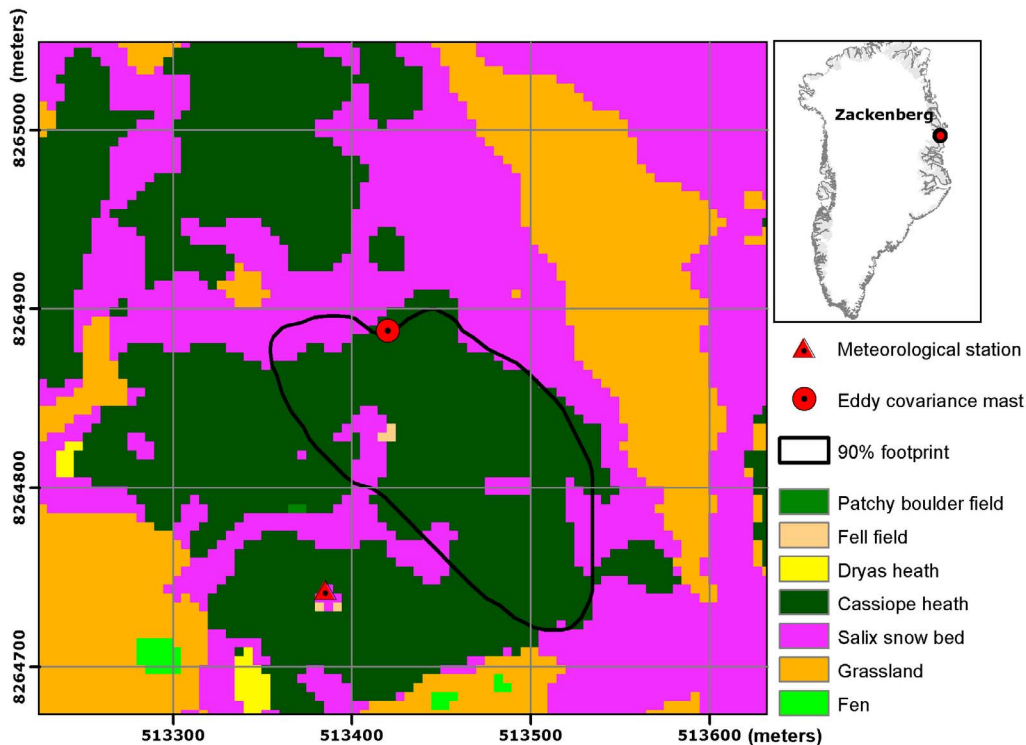 (meters)
8265000
8264900
8264800
8264700
513300
513400
513500
513600
(meters)
Zackenberg
Meteorological station
Eddy covariance mast
90% footprint
Patchy boulder field
Fell field
Dryas heath
Cassiope heath
Salix snow bed
Grassland
Fen